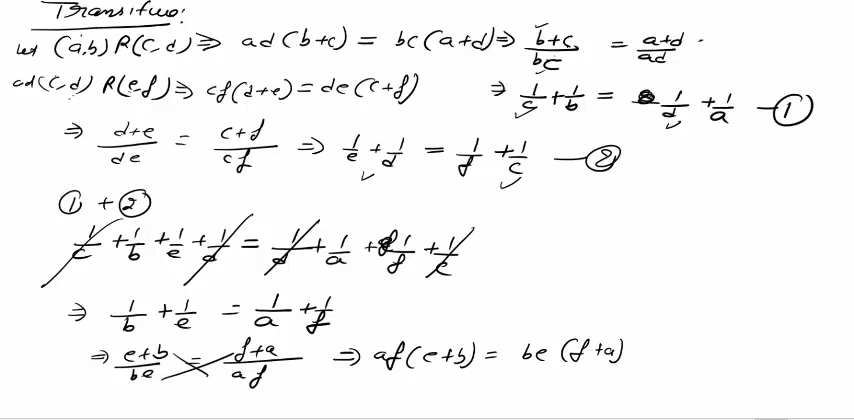 Transitive:
let (a,b) R(c,d) ⇒ ad(b+c) = bc(a+d) ⇒ b+c/bc = a+d/ad
and (c,d) R(e,f) ⇒ cf(d+e) = de(c+f) ⇒ 1/c + 1/b = 1/d + 1/a —①
⇒ d+e/de = c+f/cf ⇒ 1/e + 1/d = 1/f + 1/c —②
① + ②
1/c + 1/b + 1/e + 1/d = 1/d + 1/a + 1/f + 1/c
⇒ 1/b + 1/e = 1/a + 1/f
⇒ e+b/be = f+a/af ⇒ af(e+b) = be(f+a)